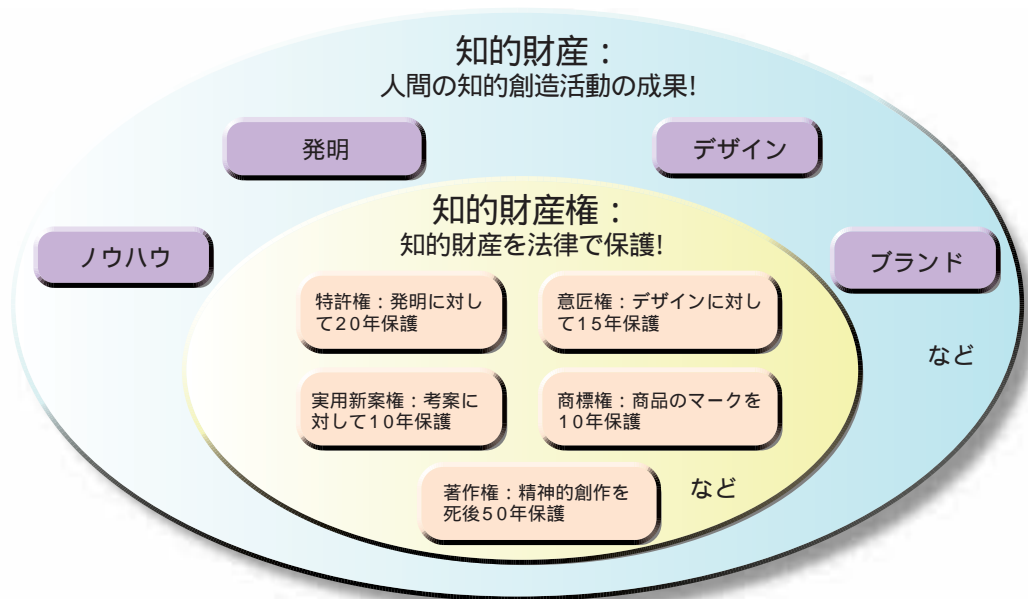 知的財産：
人間の知的創造活動の成果!
発明
デザイン
知的財産権：
知的財産を法律で保護!
ノウハウ
ブランド
特許権：発明に対し
て20年保護
意匠権：デザインに対し
て15年保護
など
実用新案権：考案に
対して10年保護
商標権：商品のマークを
10年保護
著作権：精神的創作を
死後50年保護
など